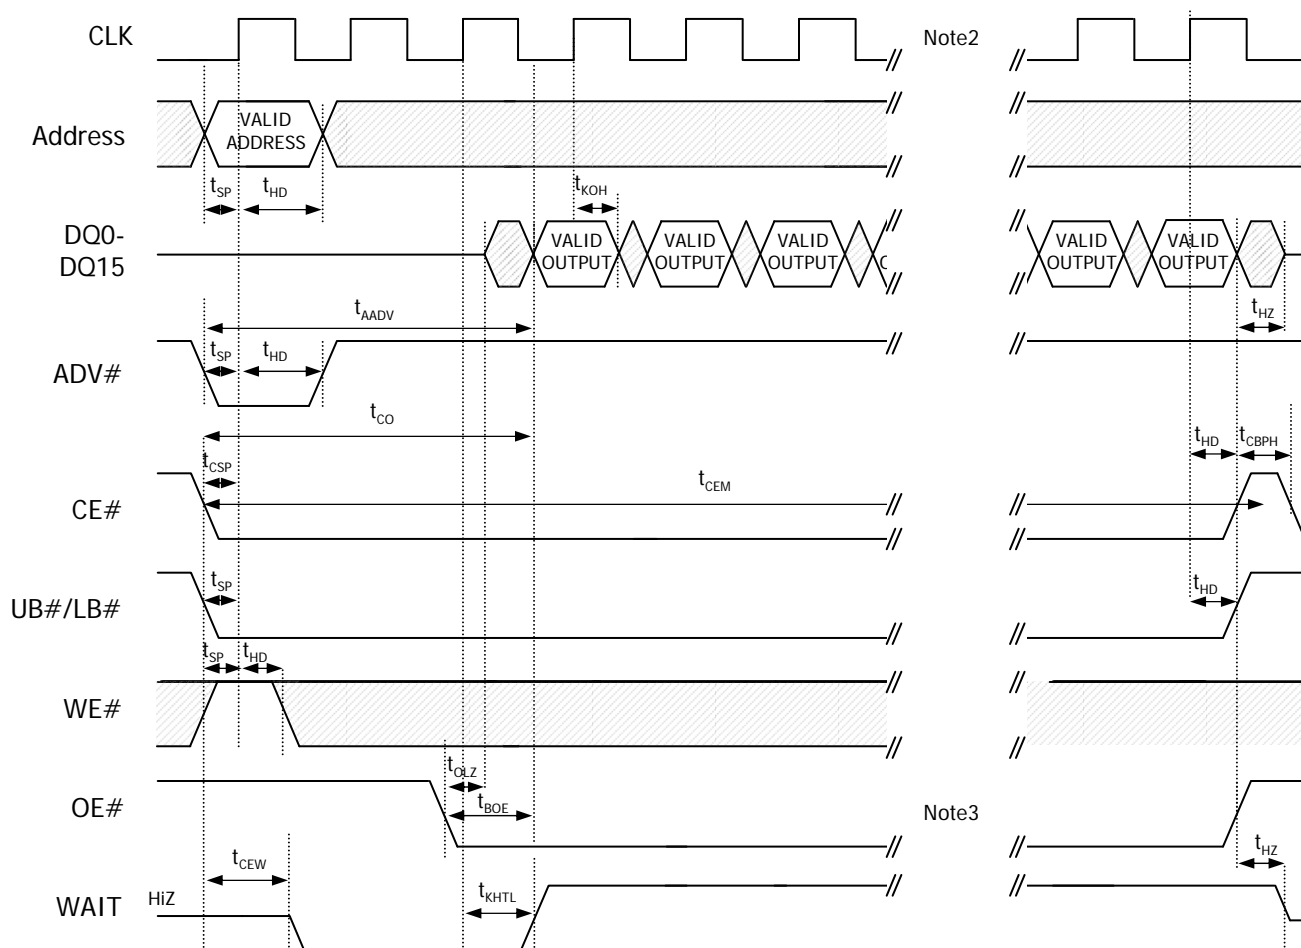 CLK
Note2
Address
VALID
ADDRESS
tSP
tHD
tKOH
DQ0-
DQ15
VALID
OUTPUT
VALID
OUTPUT
VALID
OUTPUT
VALID
OUTPUT
VALID
OUTPUT
tAADV
tHZ
ADV#
tSP
tHD
tCO
tHD
tCBPH
tCSP
tCEM
CE#
UB#/LB#
tSP
tHD
tSP
tHD
WE#
tOLZ
OE#
tBOE
Note3
tCEW
tHZ
WAIT
HiZ
tKHTL